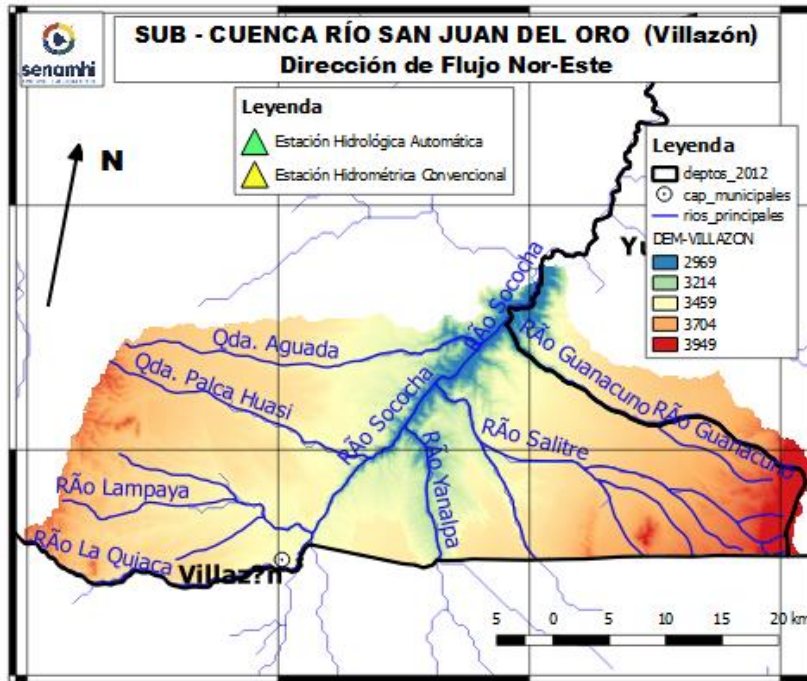 senamhi
SUB - CUENCA RÍO SAN JUAN DEL ORO (Villazón)
Dirección de Flujo Nor-Este
Leyenda
Estación Hidrológica Automática
Estación Hidrométrica Convencional
N
Leyenda
deptos_2012
cap_municipales
rios_principales
DEM-VILLAZON
2969
3214
3459
3704
3949
Yu
RÃo Sococha
Qda. Aguada
RÃo Guanacuno
Qda. Palca Huasi
RÃo Sococha
RÃo Guanacuno
RÃo Salitre
RÃo Yanalpa
RÃo Lampaya
RÃo La Quiaca
Villaz?n
5 0 5 10 15 20 km